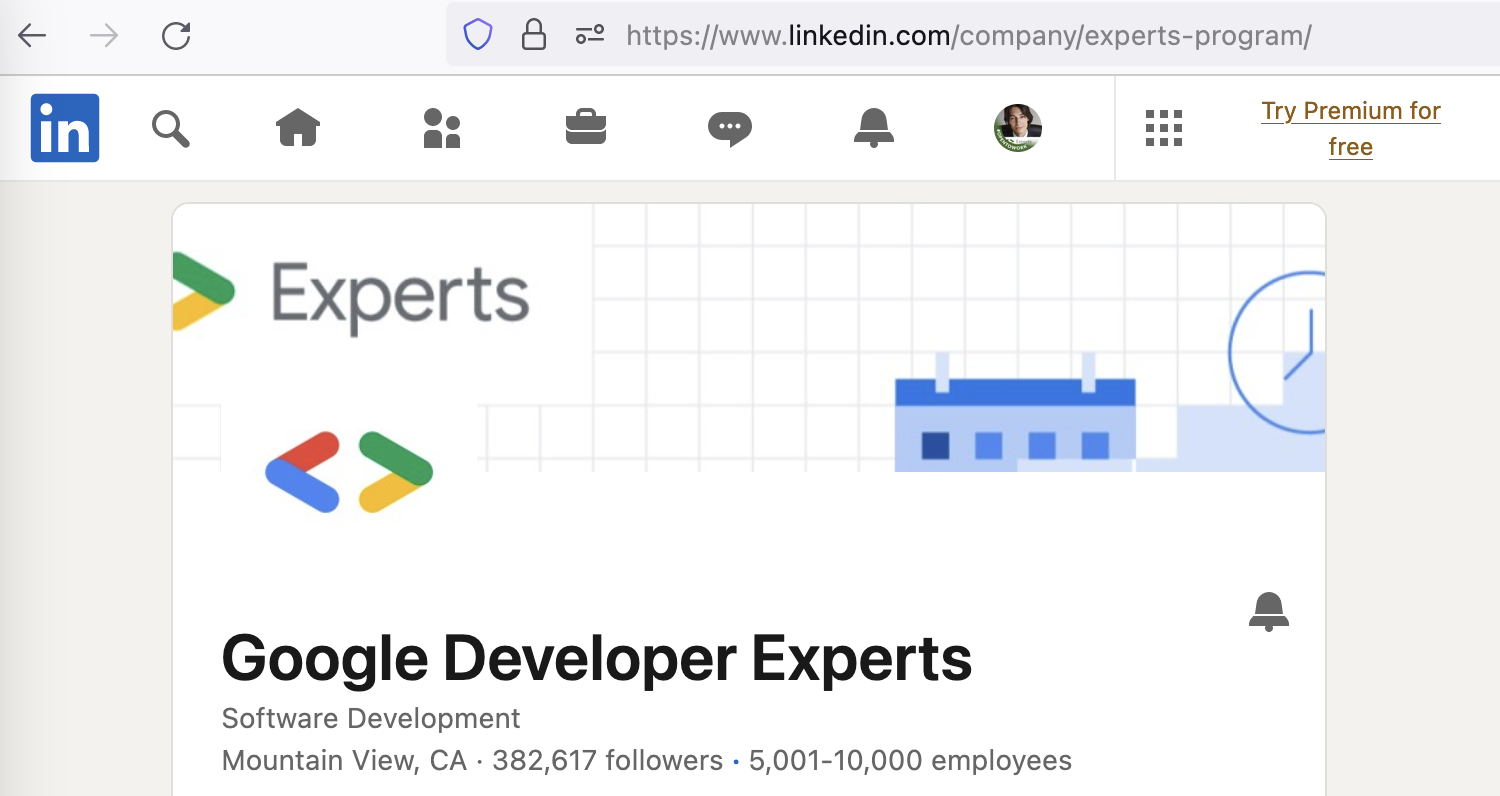 https://www.linkedin.com/company/experts-program/
in
Try Premium for
free
Experts
Google Developer Experts
Software Development
Mountain View, CA · 382,617 followers • 5,001-10,000 employees